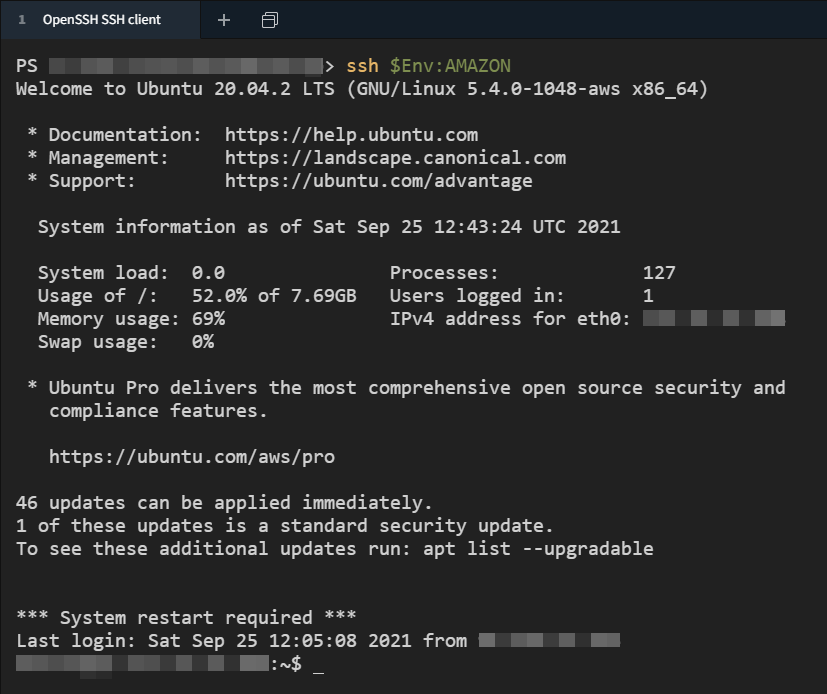 1 OpenSSH SSH client
PS > ssh $Env:AMAZON
Welcome to Ubuntu 20.04.2 LTS (GNU/Linux 5.4.0-1048-aws x86_64)
* Documentation: https://help.ubuntu.com
* Management: https://landscape.canonical.com
* Support: https://ubuntu.com/advantage
System information as of Sat Sep 25 12:43:24 UTC 2021
System load: 0.0 Processes: 127
Usage of /: 52.0% of 7.69GB Users logged in: 1
Memory usage: 69% IPv4 address for eth0:
Swap usage: 0%
* Ubuntu Pro delivers the most comprehensive open source security and
compliance features.
https://ubuntu.com/aws/pro
46 updates can be applied immediately.
1 of these updates is a standard security update.
To see these additional updates run: apt list --upgradable
*** System restart required ***
Last login: Sat Sep 25 12:05:08 2021 from
:~$ _